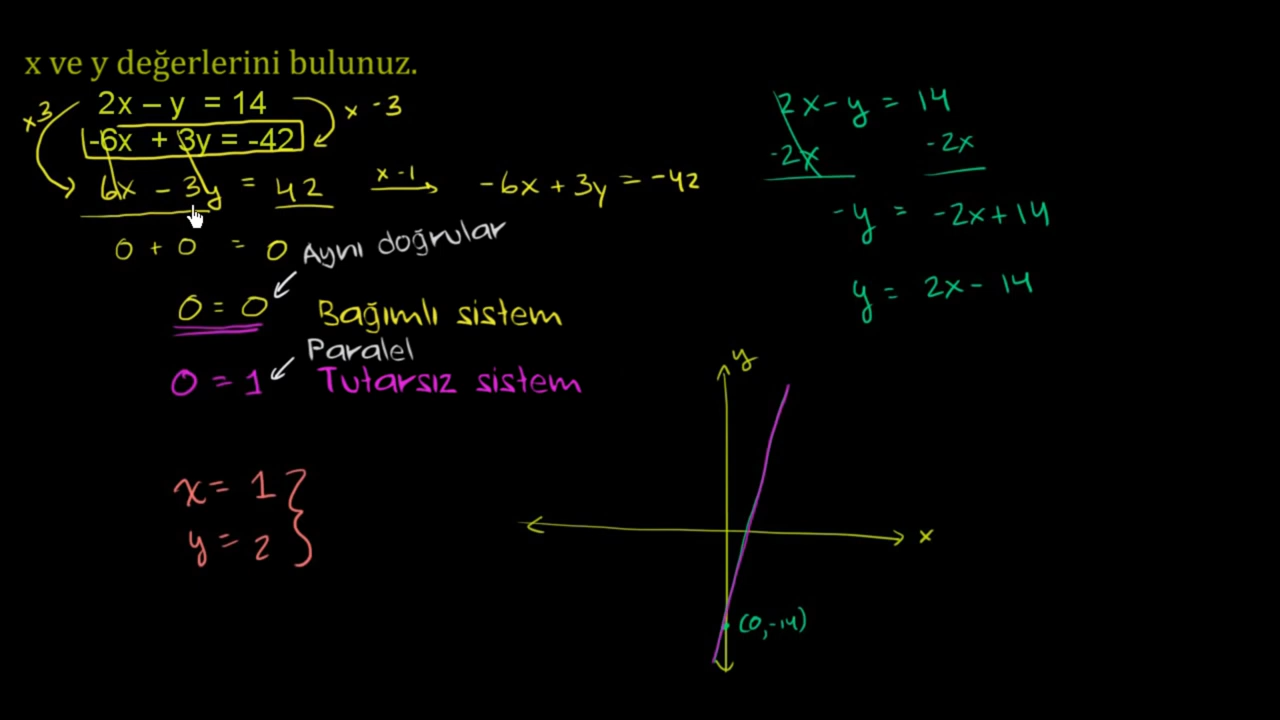 x ve y değerlerini bulunuz.
2x – y = 14
x3
x -3
-6x + 3y = -42
6x - 3y = 42
x -1
-6x + 3y = -42
0 + 0 = 0
Aynı doğrular
0 = 0
Bağımlı sistem
Paralel
0 = 1
Tutarsız sistem
x = 1
y = 2
2x - y = 14
-2x
-2x
-y = -2x + 14
y = 2x - 14
y
x
(0,-14)